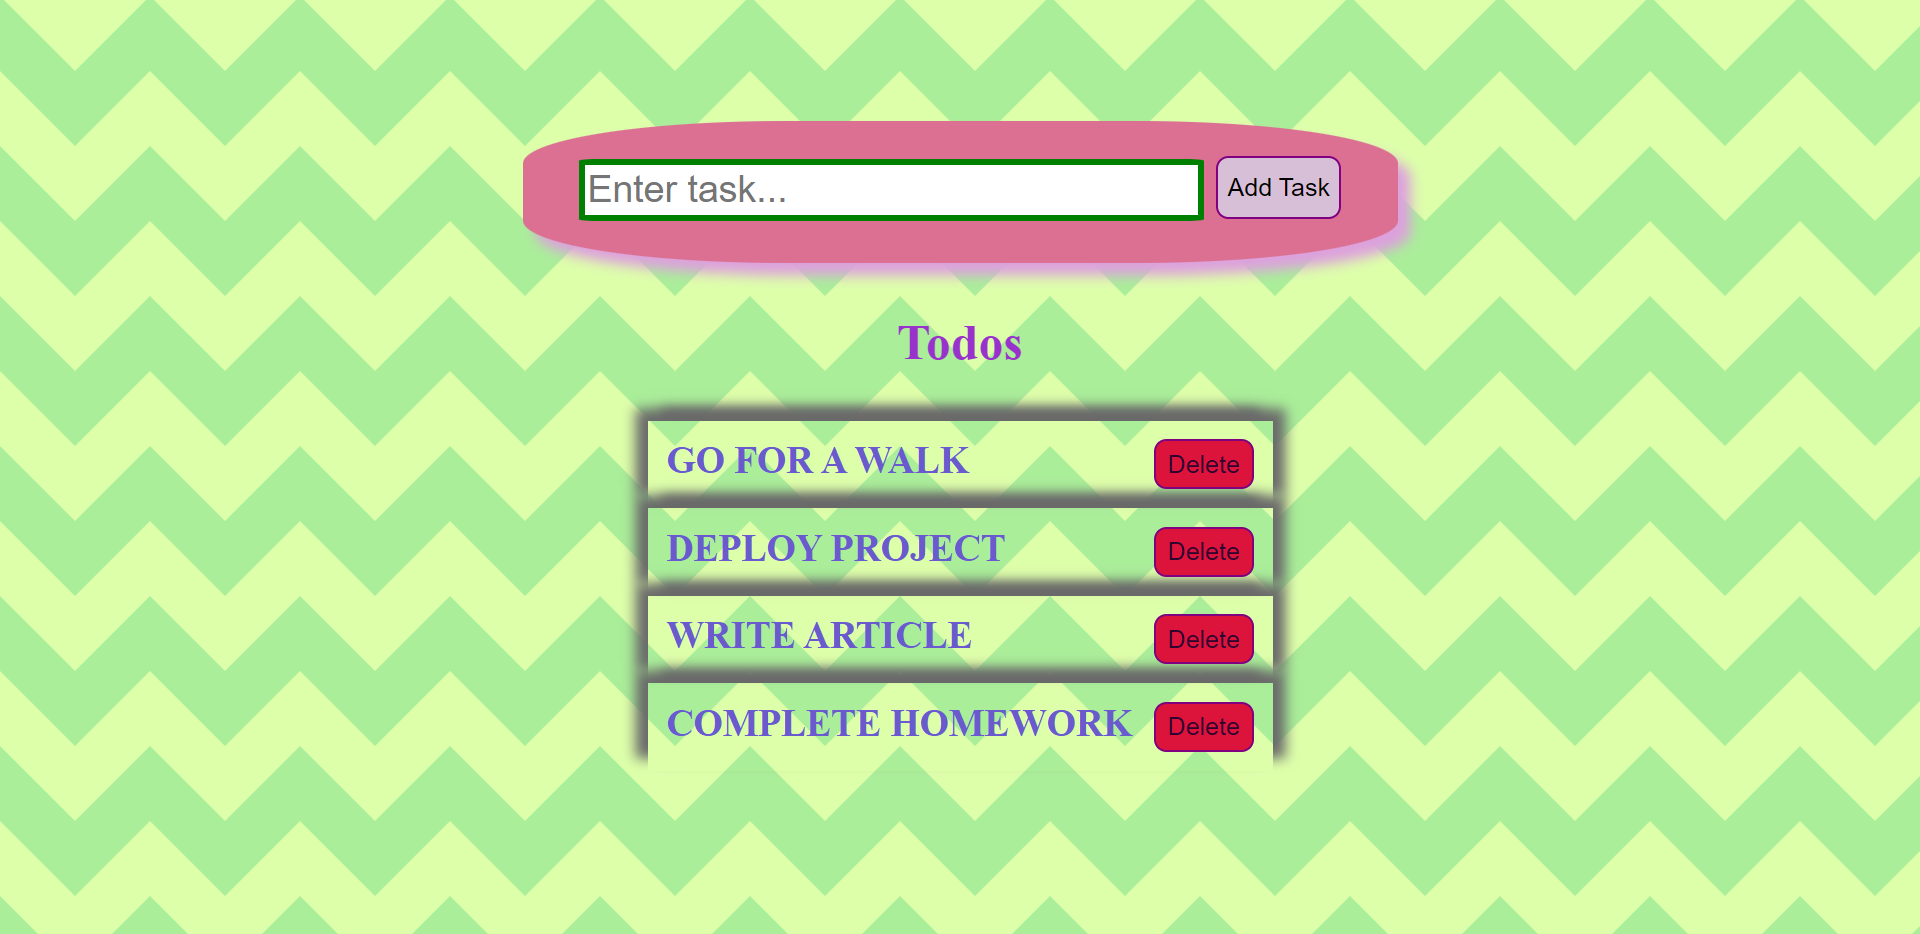 Enter task...
Add Task
Todos
GO FOR A WALK
Delete
DEPLOY PROJECT
Delete
WRITE ARTICLE
Delete
COMPLETE HOMEWORK
Delete